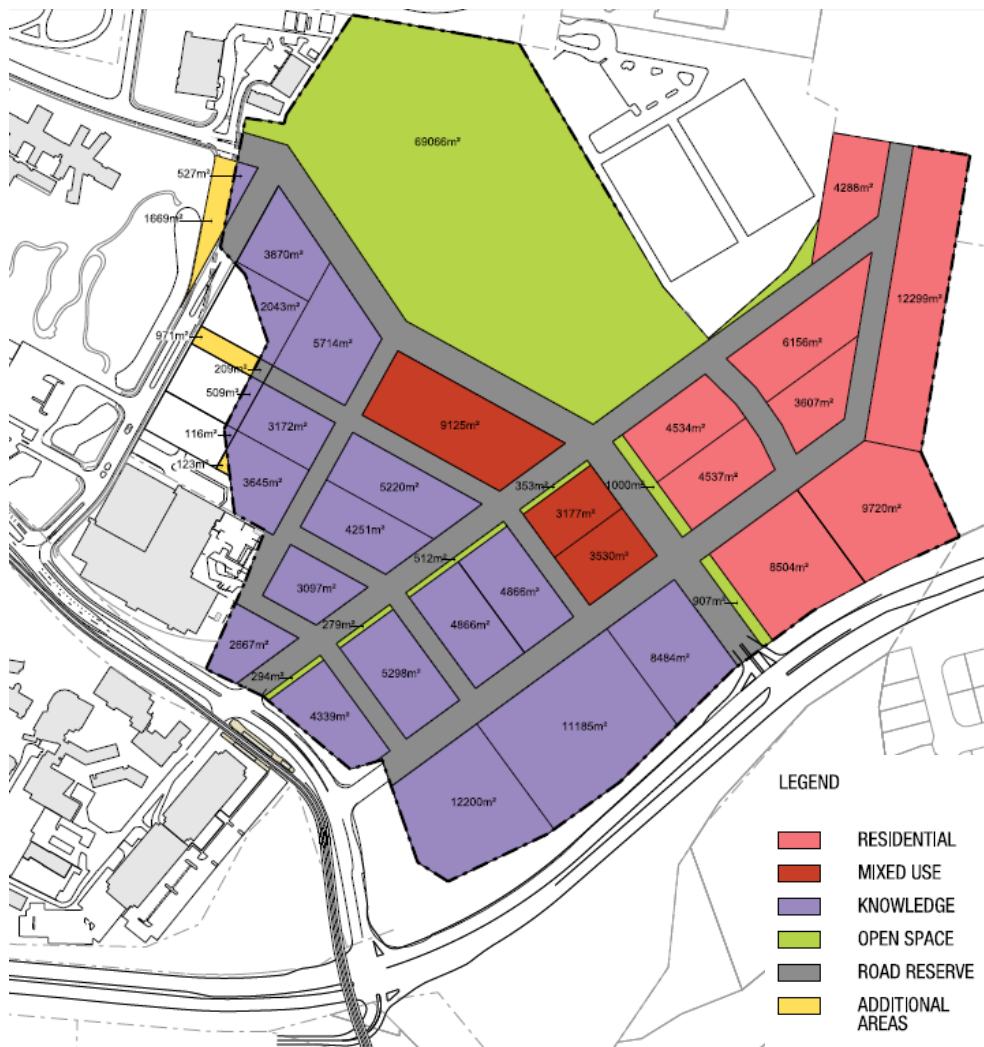 69066m²
527m²
4288m²
1669m²
3870m²
12299m²
2043m²
971m²
5714m²
6156m²
209m²
509m²
3607m²
9125m²
3172m²
4534m²
116m²
123m²
4537m²
3645m²
5220m²
353m²
1000m²
9720m²
3177m²
4251m²
3530m²
512m²
8504m²
3097m²
4866m²
907m²
279m²
4866m²
2667m²
8484m²
294m²
5298m²
4339m²
11185m²
12200m²
LEGEND
RESIDENTIAL
MIXED USE
KNOWLEDGE
OPEN SPACE
ROAD RESERVE
ADDITIONAL
AREAS